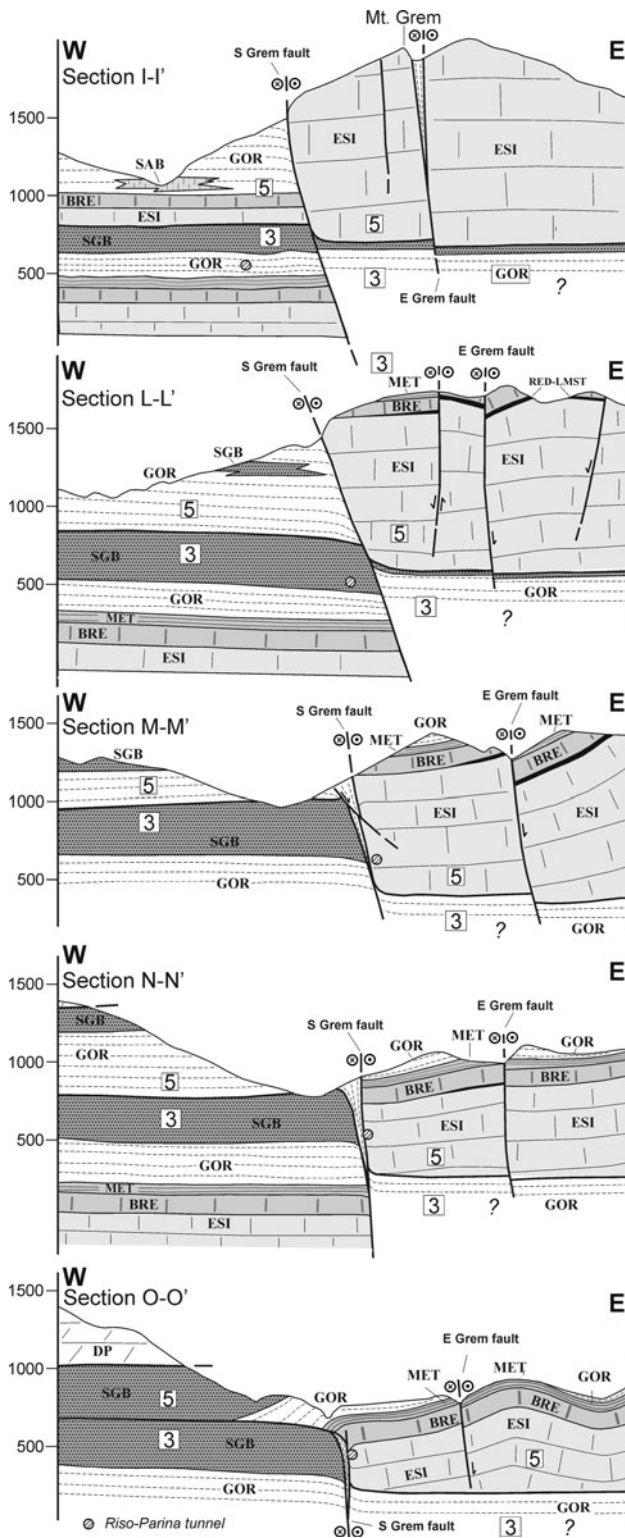 Mt. Grem
W
S Grem fault
E
Section I-I'
1500
GOR
ESI
ESI
SAB
1000
5
BRE
ESI
5
SGB
3
GOR
3
GOR
500
?
E Grem fault
W
3
E Grem fault
E
S Grem fault
MET
RED-LMST
Section L-L'
BRE
1500
SGB
GOR
ESI
ESI
1000
5
5
SGB
3
500
GOR
GOR
3
?
MET
BRE
ESI
W
E Grem fault
E
Section M-M'
S Grem fault
GOR
MET
1500
SGB
MET
BRE
BRE
5
1000
3
ESI
ESI
SGB
5
500
GOR
3
?
GOR
W
E
Section N-N'
1500
E Grem fault
SGB
S Grem fault
MET
GOR
GOR
GOR
1000
5
BRE
BRE
3
SGB
ESI
ESI
500
5
GOR
MET
3
?
GOR
BRE
ESI
W
E
1500
Section O-O'
E Grem fault
DP
MET
1000
MET
GOR
SGB
5
GOR
BRE
BRE
3
SGB
ESI
500
5
ESI
GOR
GOR
0
3
?
Riso-Parina tunnel
S Grem fault